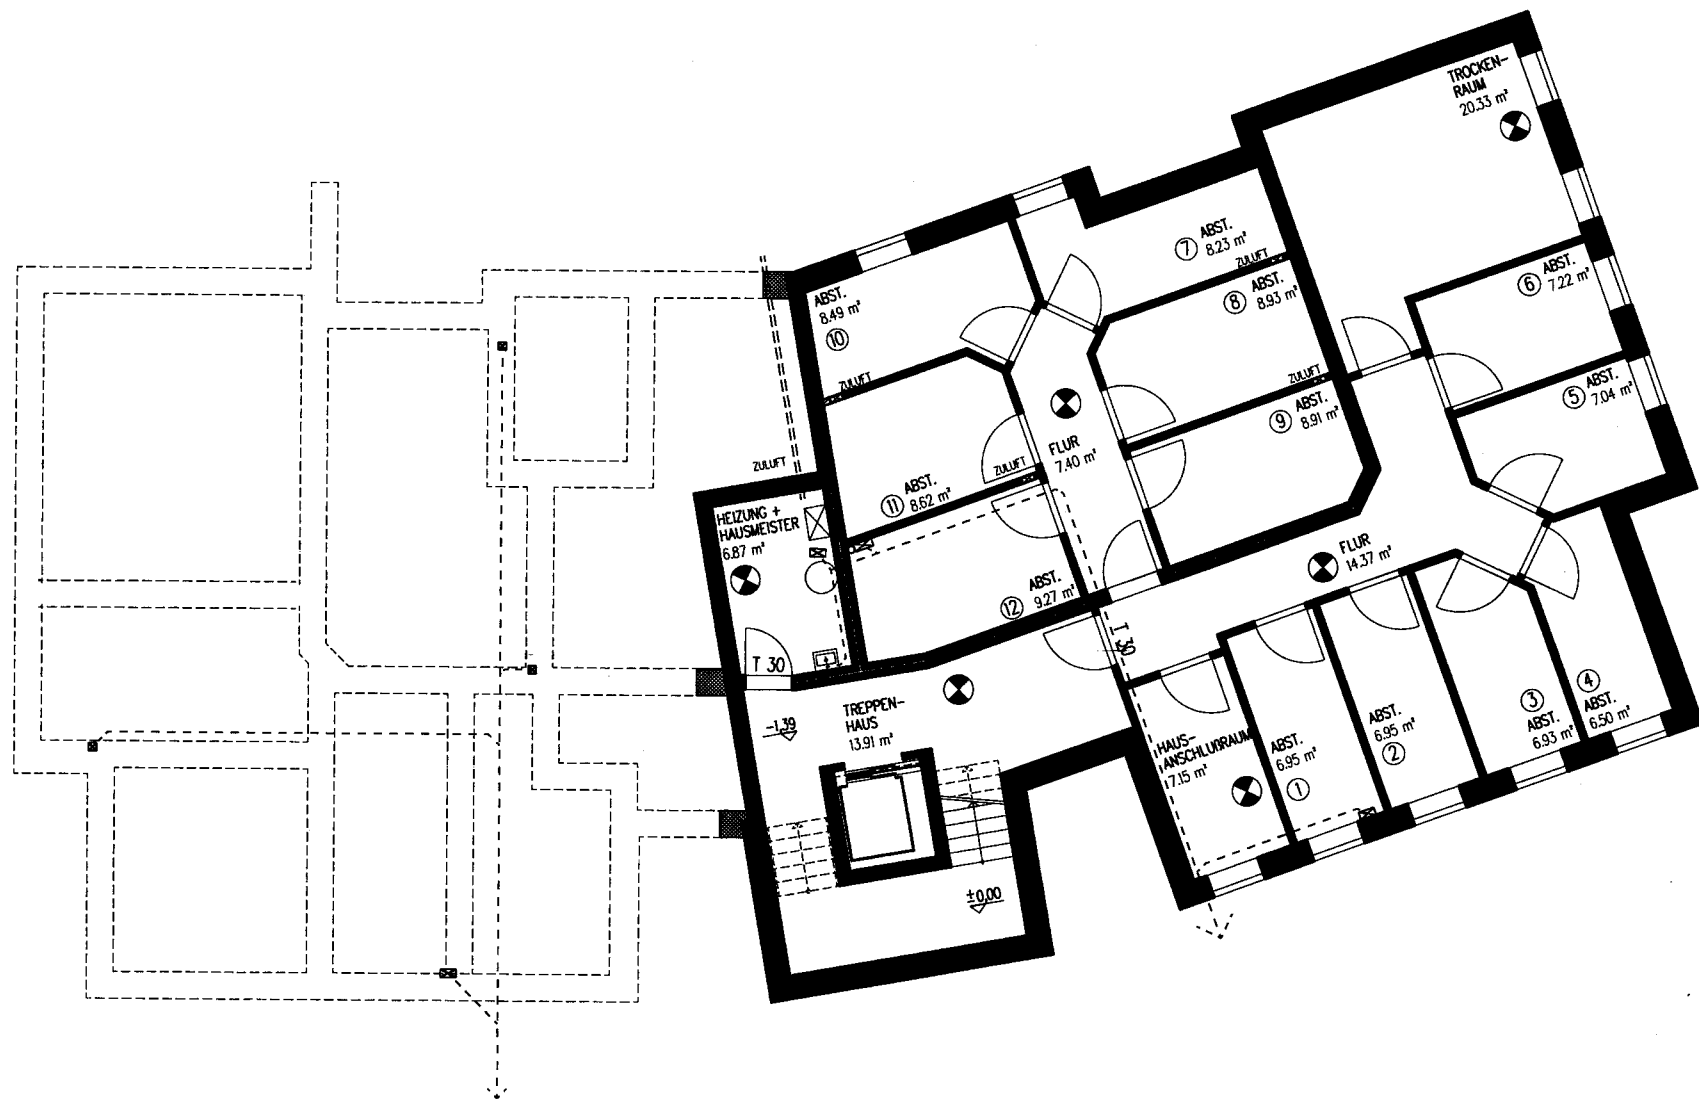 TROCKEN-
RAUM
20.33 m²
ABST.
⑦ 8.23 m²
ZULUFT
ABST.
⑧ 8.93 m²
ZULUFT
ABST.
⑨ 8.91 m²
ABST.
⑥ 7.22 m²
ABST.
⑤ 7.04 m²
ABST.
8.49 m²
⑩
ZULUFT
FLUR
7.40 m²
ZULUFT
ABST.
⑪ 8.62 m²
ZULUFT
HEIZUNG +
HAUSMEISTER
6.87 m²
T 30
ABST.
⑫ 9.27 m²
FLUR
14.37 m²
T 30
TREPPEN-
HAUS
13.91 m²
-1.39
±0.00
HAUS-
ANSCHLUßRAUM
7.15 m²
ABST.
6.95 m²
①
ABST.
6.95 m²
②
③
ABST.
6.93 m²
④
ABST.
6.50 m²